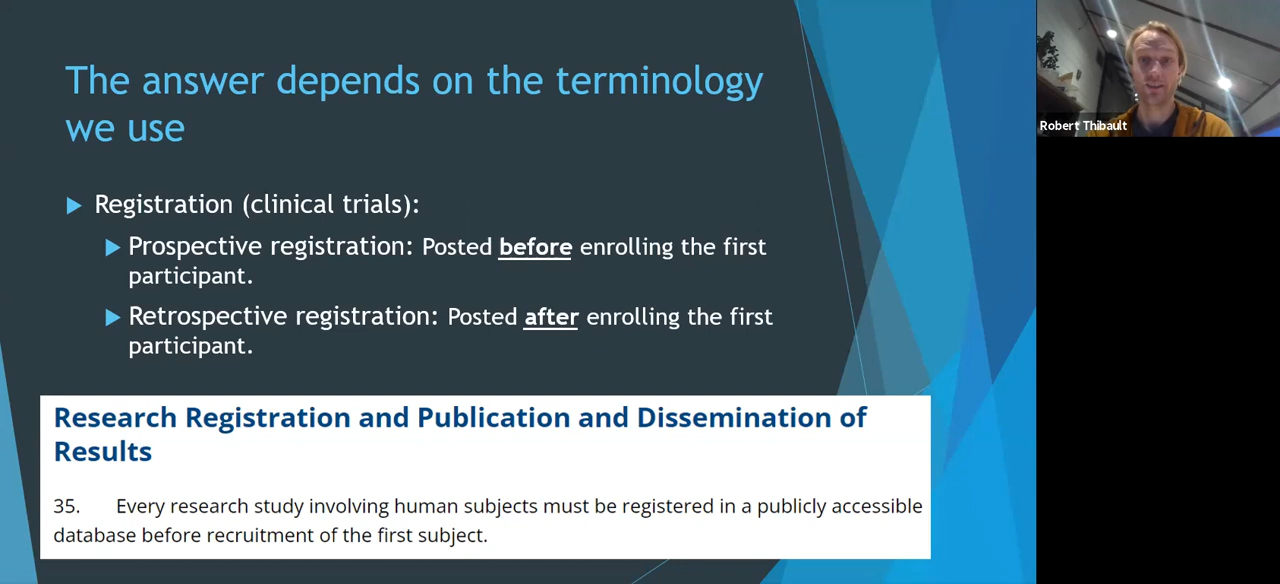 The answer depends on the terminology
we use
Registration (clinical trials):
Prospective registration: Posted before enrolling the first
participant.
Retrospective registration: Posted after enrolling the first
participant.
Research Registration and Publication and Dissemination of
Results
35. Every research study involving human subjects must be registered in a publicly accessible
database before recruitment of the first subject.
Robert Thibault